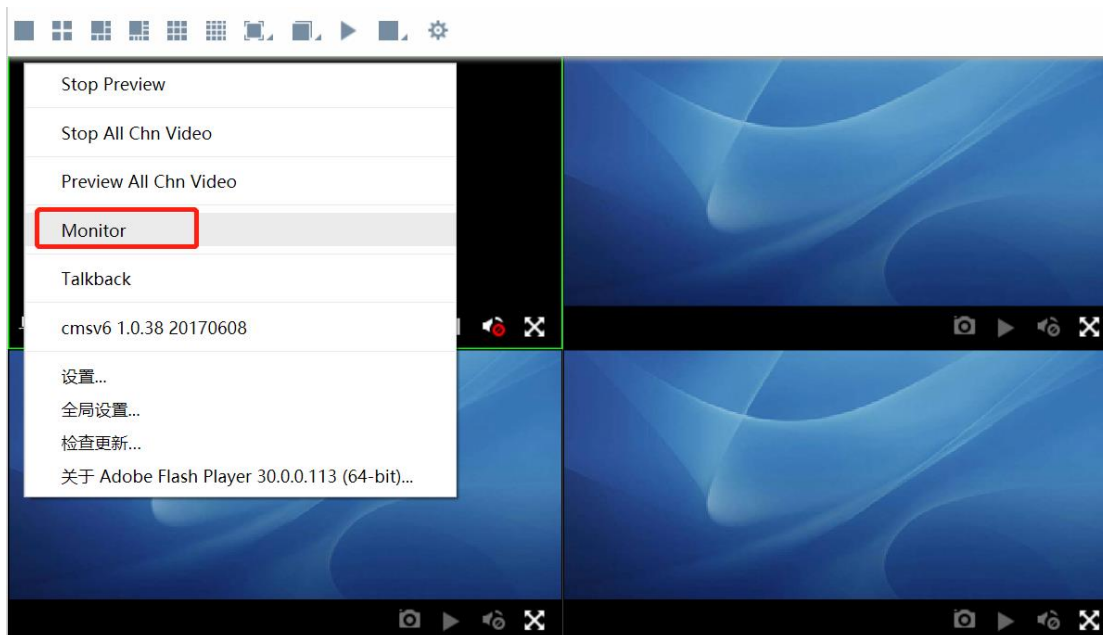 Stop Preview
Stop All Chn Video
Preview All Chn Video
Monitor
Talkback
cmsv6 1.0.38 20170608
设置...
全局设置...
检查更新...
关于 Adobe Flash Player 30.0.0.113 (64-bit)...